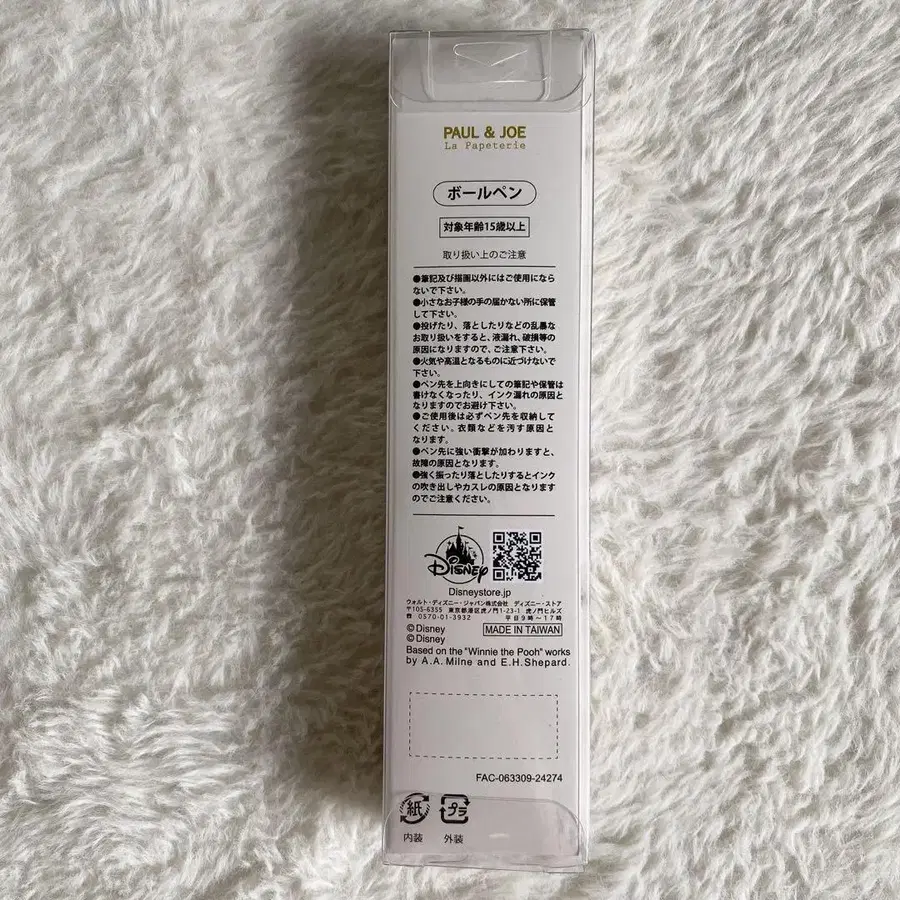 PAUL & JOE
La Papeterie
ボールペン
対象年齢15歳以上
取り扱い上のご注意
●筆記及び描画以外にはご使用になら
ないで下さい。
●小さなお子様の手の届かない所に保管
して下さい。
●投げたり、落としたりなどの乱暴な
お取り扱いをすると、液漏れ、破損等の
原因になりますので、ご注意下さい。
●火気や高温となるものに近づけないで
下さい。
●ペン先を上向きにしての筆記や保管は
書けなくなったり、インク漏れの原因と
なりますのでお避け下さい。
●ご使用後は必ずペン先を収納して
ください。衣類などを汚す原因と
なります。
●ペン先に強い衝撃が加わりますと、
故障の原因となります。
●強く振ったり落としたりするとインク
の吹き出しやカスレの原因となります
のでご注意ください。
Disney
Disneystore.jp
ウォルト・ディズニー・ジャパン株式会社 ディズニー・ストア
〒105-6355 東京都港区虎ノ門1-23-1 虎ノ門ヒルズ
☎ 0570-01-3932 平日9時〜17時
©Disney MADE IN TAIWAN
©Disney
Based on the "Winnie the Pooh" works
by A.A. Milne and E.H. Shepard.
FAC-063309-24274
紙 プラ
内装 外装